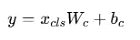 y = x_{cls}W_c + b_c